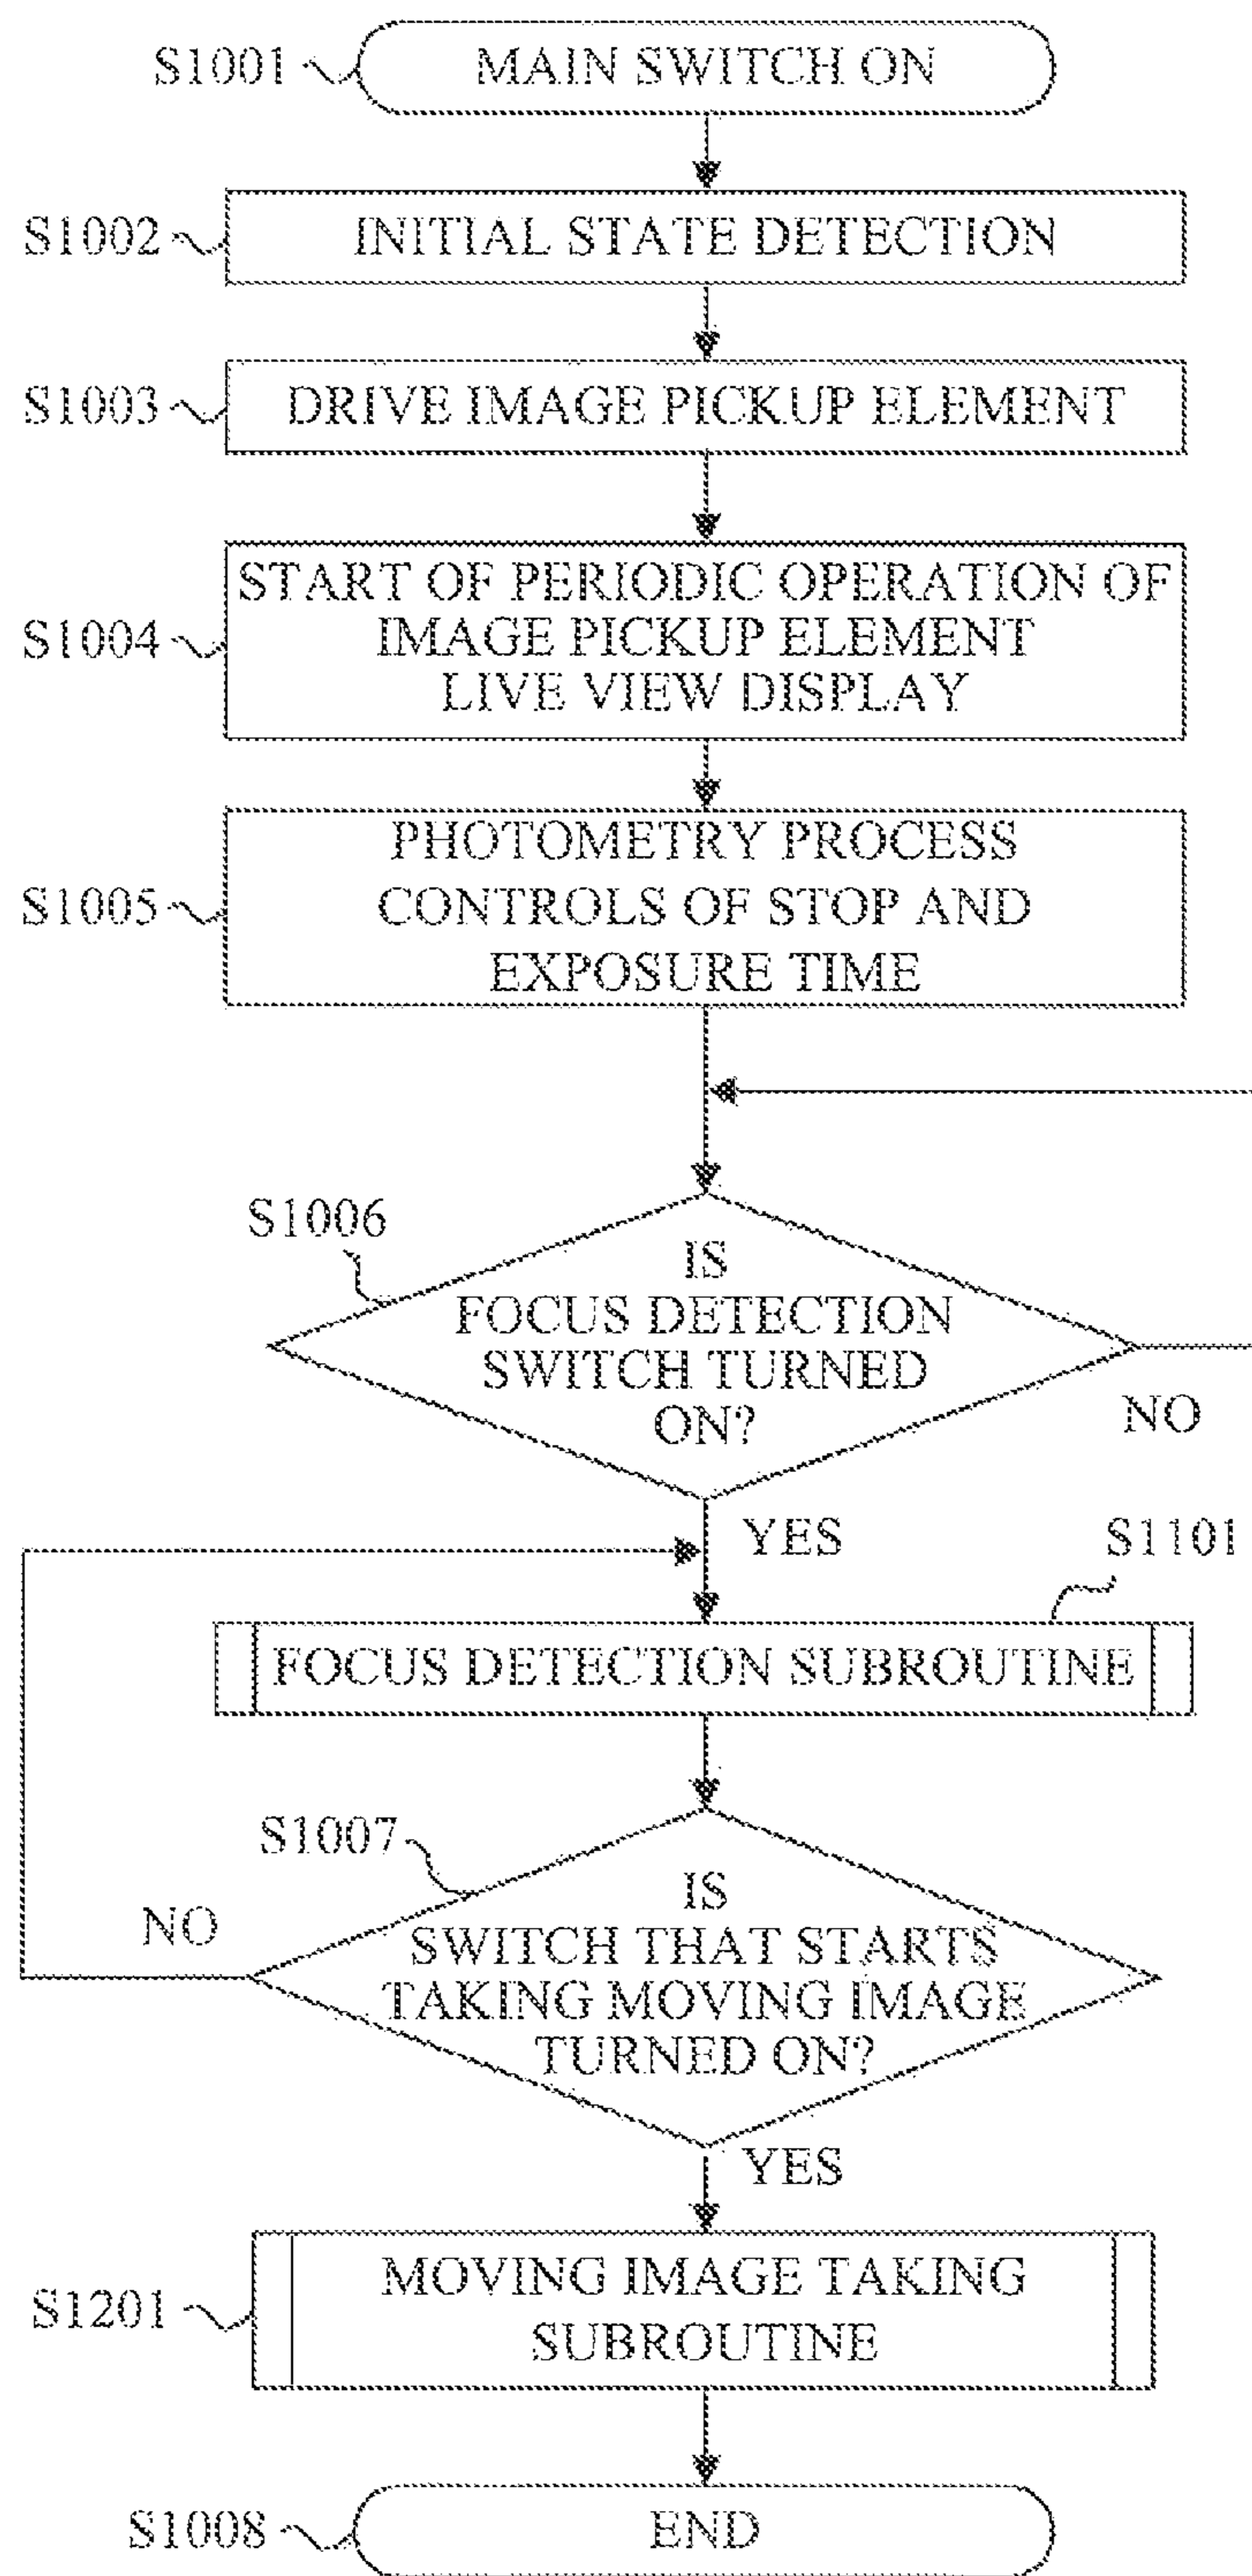 S1001
MAIN SWITCH ON
S1002
INITIAL STATE DETECTION
S1003
DRIVE IMAGE PICKUP ELEMENT
S1004
START OF PERIODIC OPERATION OF
IMAGE PICKUP ELEMENT
LIVE VIEW DISPLAY
S1005
PHOTOMETRY PROCESS
CONTROLS OF STOP AND
EXPOSURE TIME
S1006
IS
FOCUS DETECTION
SWITCH TURNED
ON?
NO
YES
S1101
FOCUS DETECTION SUBROUTINE
S1007
IS
SWITCH THAT STARTS
TAKING MOVING IMAGE
TURNED ON?
NO
YES
S1201
MOVING IMAGE TAKING
SUBROUTINE
S1008
END